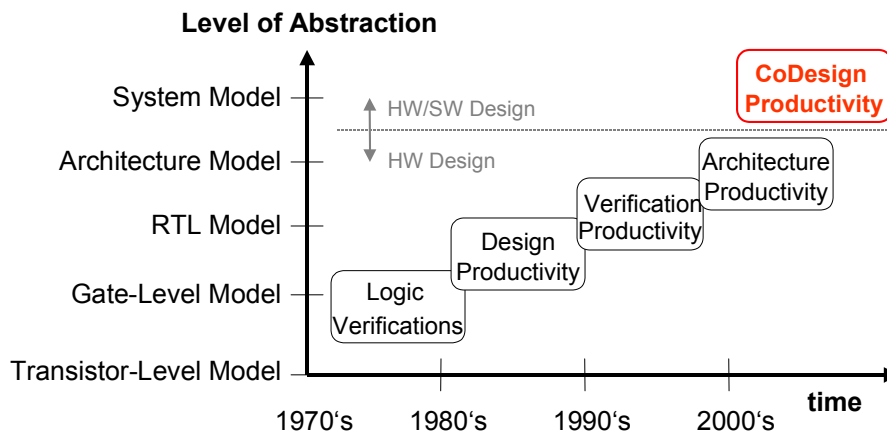 Level of Abstraction
System Model
Architecture Model
RTL Model
Gate-Level Model
Transistor-Level Model
HW/SW Design
HW Design
CoDesign
Productivity
Architecture
Productivity
Verification
Productivity
Design
Productivity
Logic
Verifications
time
1970‘s
1980‘s
1990‘s
2000‘s